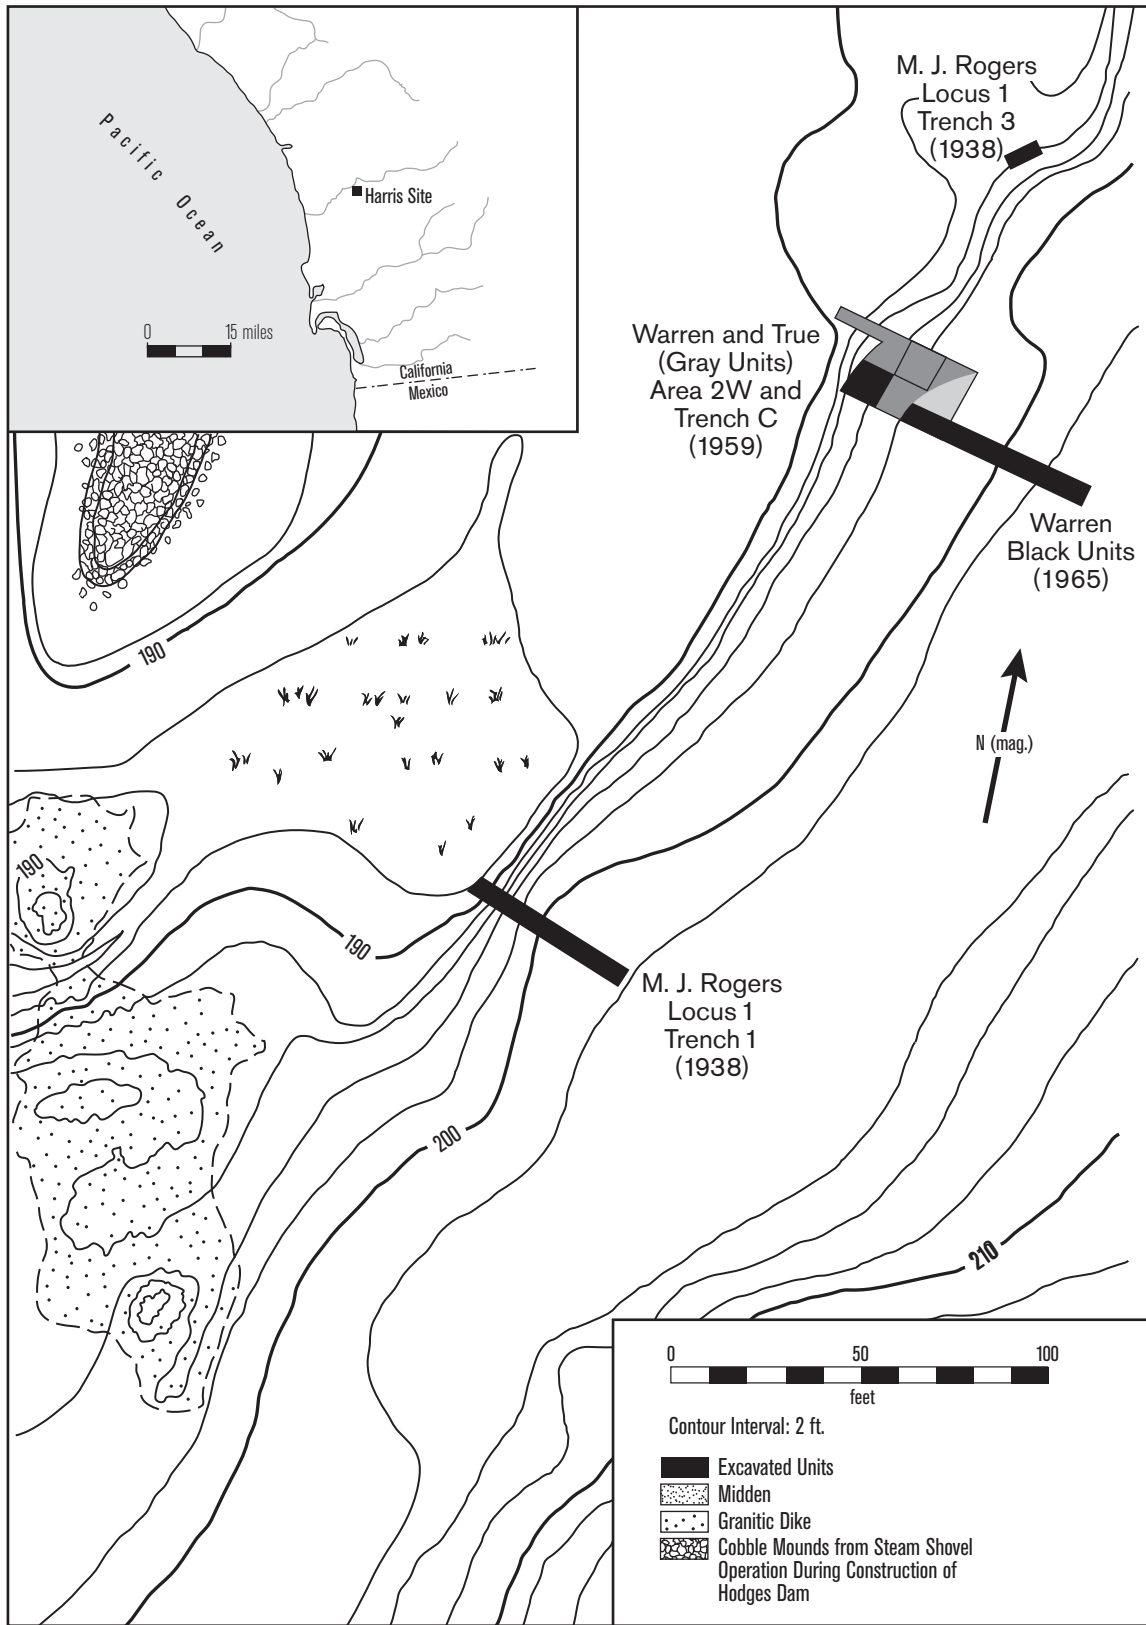 Pacific Ocean
Harris Site
0 15 miles
California
Mexico
M. J. Rogers
Locus 1
Trench 3
(1938)
Warren and True
(Gray Units)
Area 2W and
Trench C
(1959)
Warren
Black Units
(1965)
190
N (mag.)
190
190
M. J. Rogers
Locus 1
Trench 1
(1938)
200
210
0 50 100
feet
Contour Interval: 2 ft.
Excavated Units
Midden
Granitic Dike
Cobble Mounds from Steam Shovel
Operation During Construction of
Hodges Dam